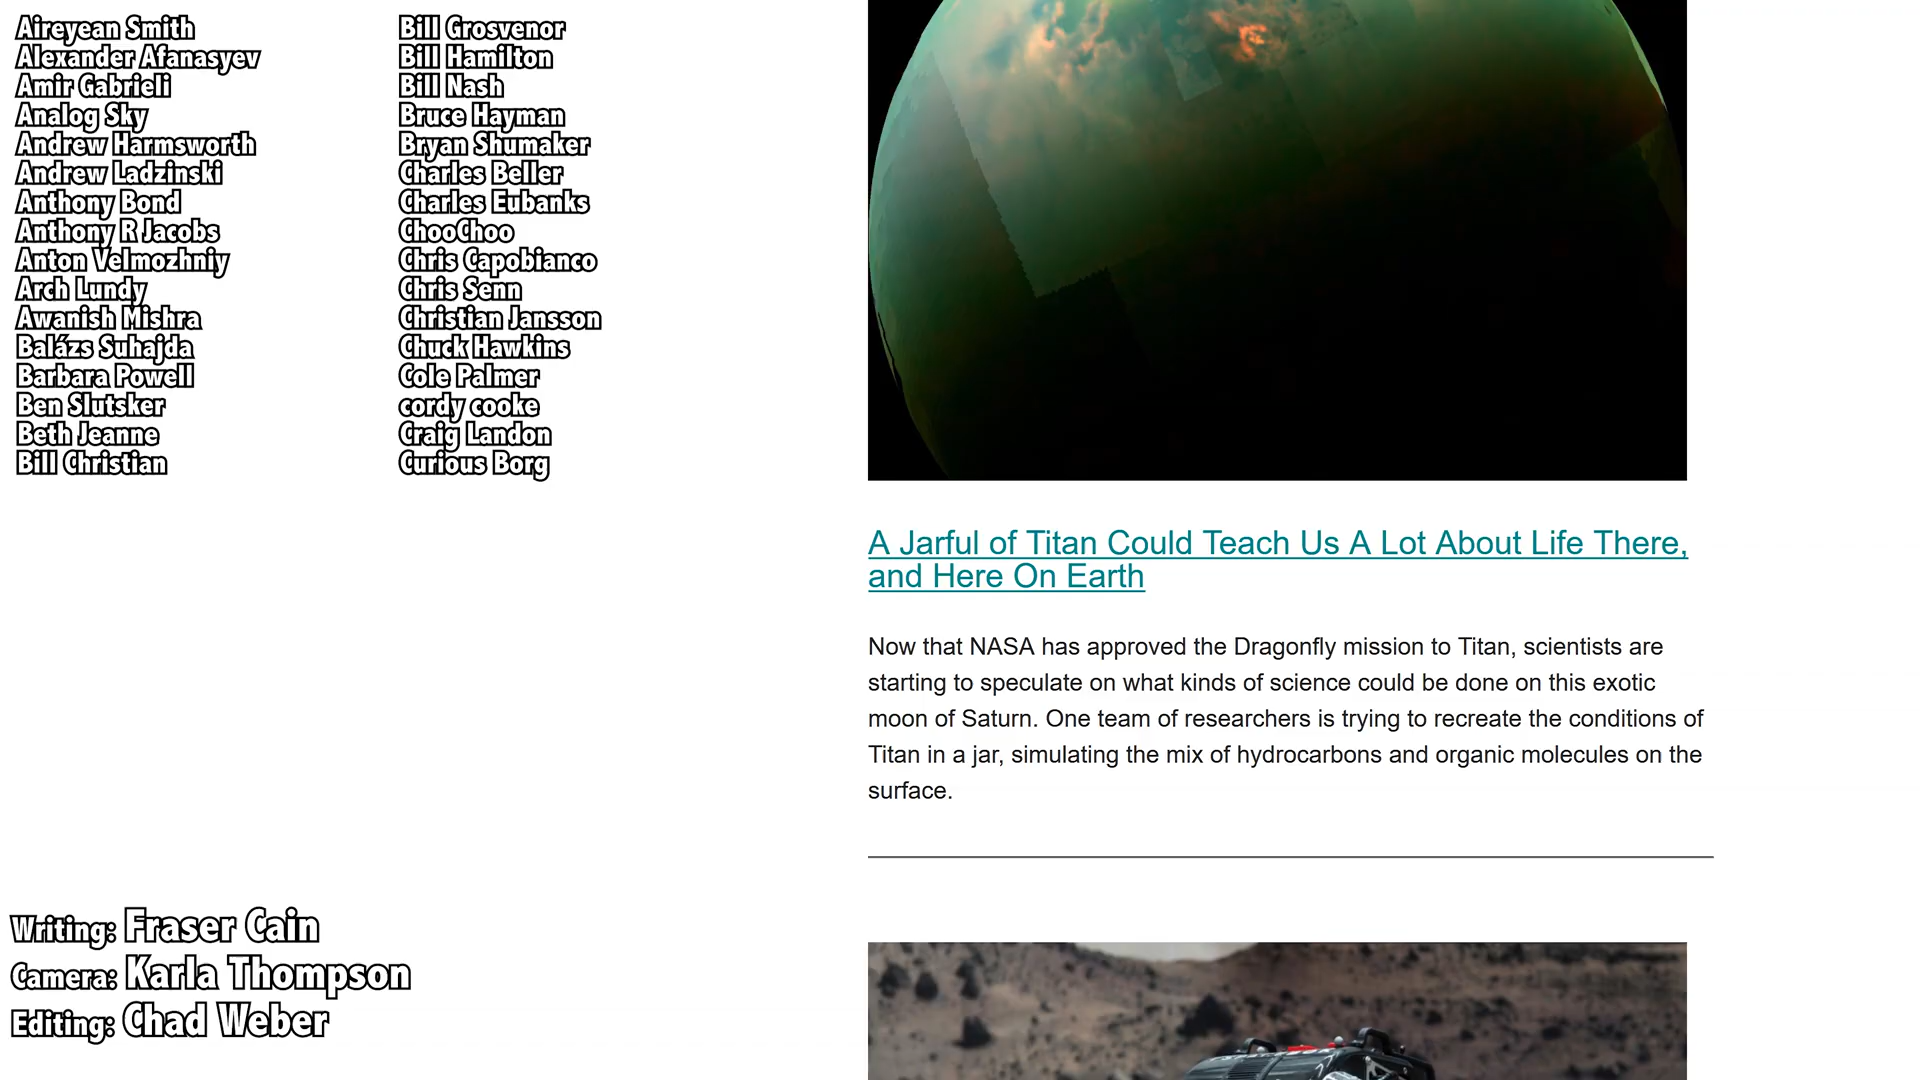 Aireyean Smith
Alexander Afanasyev
Amir Gabrieli
Analog Sky
Andrew Harmsworth
Andrew Ladzinski
Anthony Bond
Anthony R Jacobs
Anton Velmozhniy
Arch Lundy
Awanish Mishra
Balázs Suhajda
Barbara Powell
Ben Slutsker
Beth Jeanne
Bill Christian
Bill Grosvenor
Bill Hamilton
Bill Nash
Bruce Hayman
Bryan Shumaker
Charles Beller
Charles Eubanks
ChooChoo
Chris Capobianco
Chris Senn
Christian Jansson
Chuck Hawkins
Cole Palmer
cordy cooke
Craig Landon
Curious Borg
A Jarful of Titan Could Teach Us A Lot About Life There,
and Here On Earth
Now that NASA has approved the Dragonfly mission to Titan, scientists are
starting to speculate on what kinds of science could be done on this exotic
moon of Saturn. One team of researchers is trying to recreate the conditions of
Titan in a jar, simulating the mix of hydrocarbons and organic molecules on the
surface.
Writing: Fraser Cain
Camera: Karla Thompson
Editing: Chad Weber